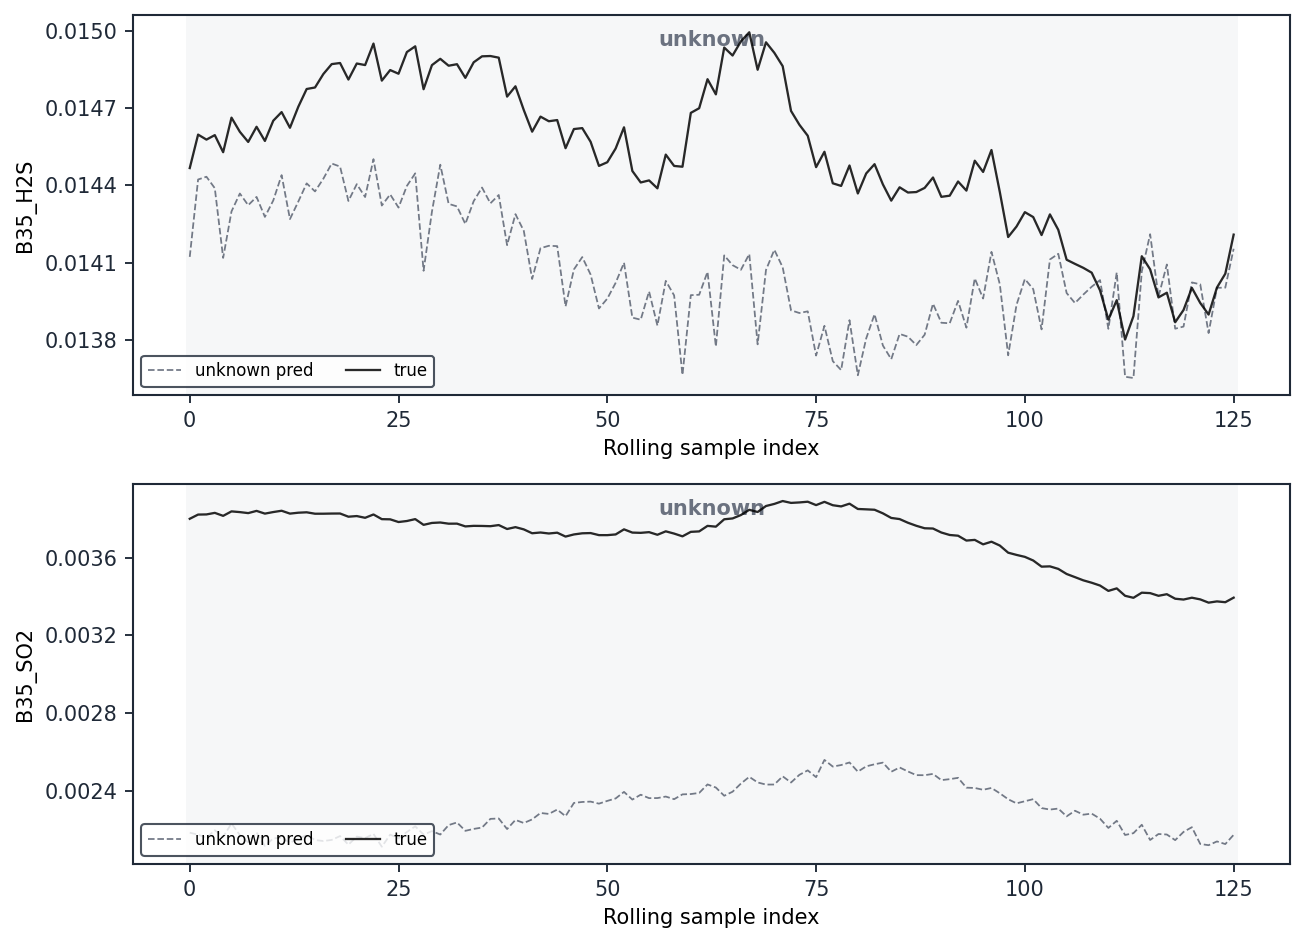 unknown
0.0150
0.0147
0.0144
0.0141
0.0138
B35_H2S
unknown pred
true
0
25
50
75
100
125
Rolling sample index
unknown
0.0036
0.0032
0.0028
0.0024
B35_SO2
unknown pred
true
0
25
50
75
100
125
Rolling sample index